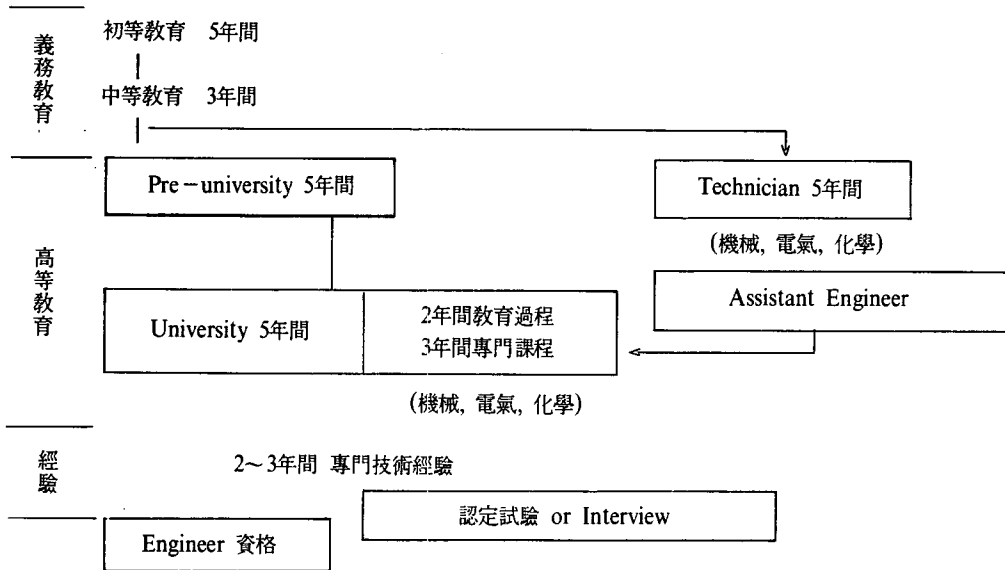 義務教育
初等敎育 5年間
中等敎育 3年間
高等敎育
Pre−university 5年間
Technician 5年間
(機械, 電氣, 化學)
Assistant Engineer
University 5年間
2年間敎育過程
3年間專門課程
(機械, 電氣, 化學)
經驗
2~3年間 專門技術經驗
認定試驗 or Interview
Engineer 資格